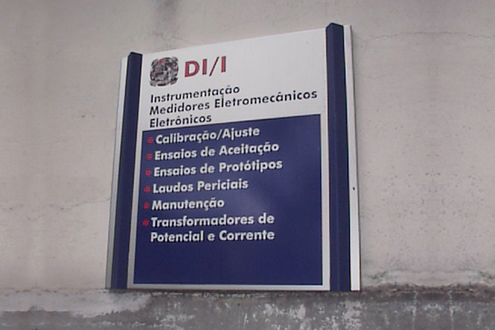 DI/I
Instrumentação
Medidores Eletromecânicos
Eletrônicos
Calibração/Ajuste
Ensaios de Aceitação
Ensaios de Protótipos
Laudos Periciais
Manutenção
Transformadores de
Potencial e Corrente